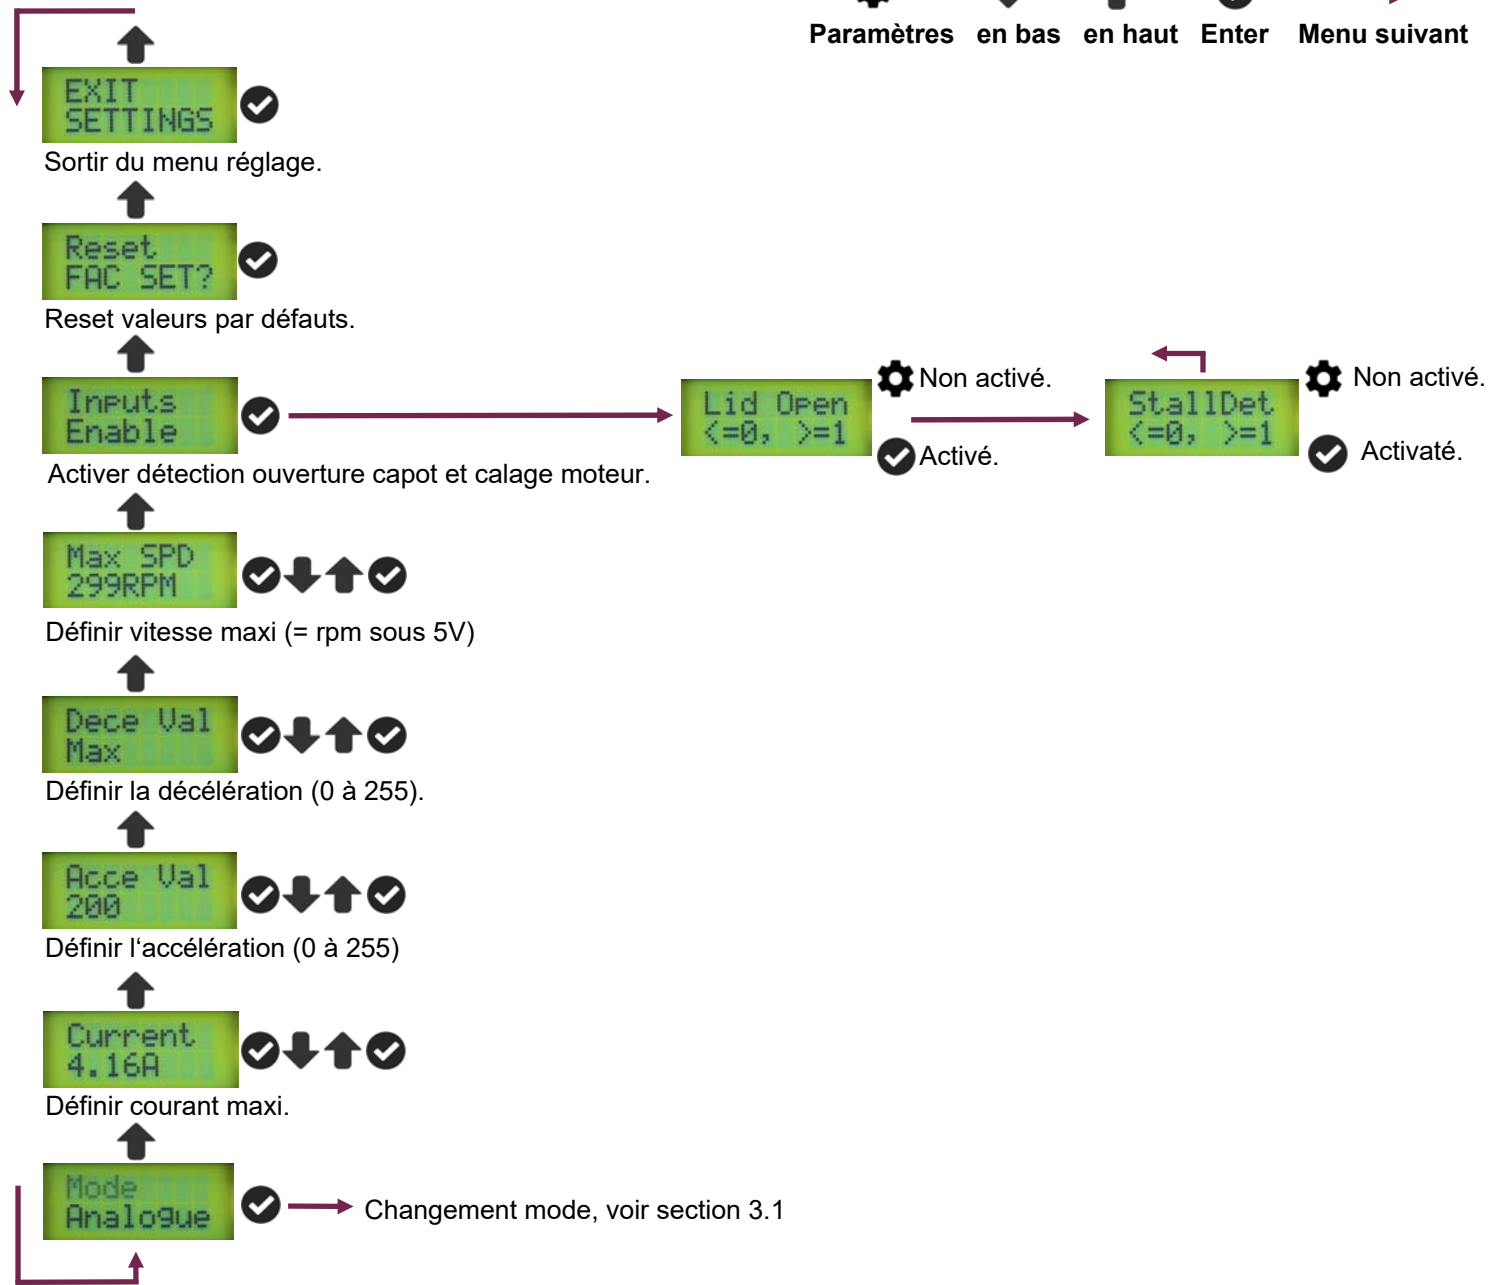 Paramètres en bas en haut Enter Menu suivant
EXIT
SETTINGS
Sortir du menu réglage.
Reset
FAC SET?
Reset valeurs par défauts.
Inputs
Enable
Activer détection ouverture capot et calage moteur.
Lid Open
<=0, >=1
Non activé.
Activé.
StallDet
<=0, >=1
Non activé.
Activaté.
Max SPD
299RPM
Définir vitesse maxi (= rpm sous 5V)
Dece Val
Max
Définir la décélération (0 à 255).
Acce Val
200
Définir l‘accélération (0 à 255)
Current
4.16A
Définir courant maxi.
Mode
Analogue
Changement mode, voir section 3.1